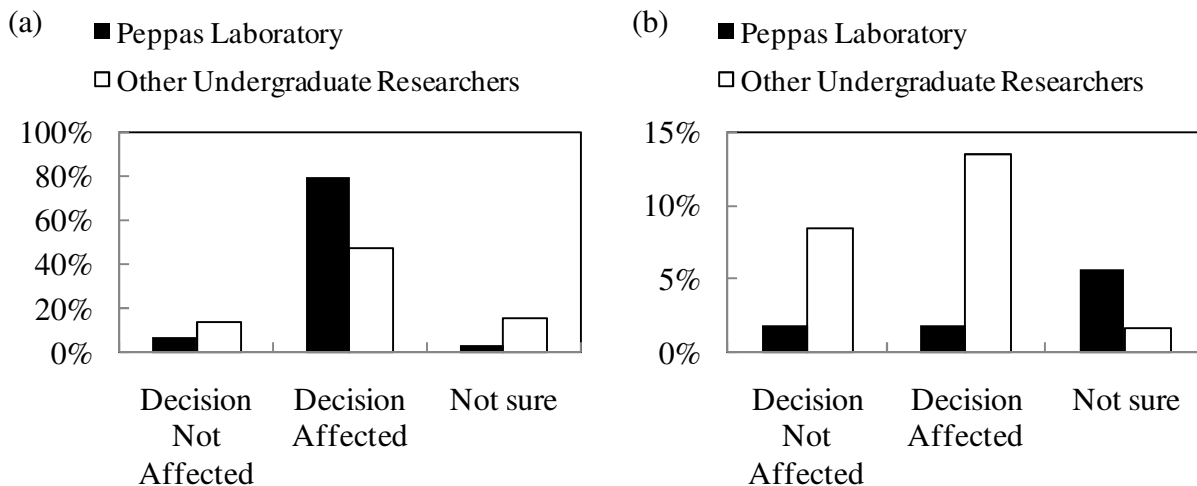 (a)
■ Peppas Laboratory
□ Other Undergraduate Researchers
100%
80%
60%
40%
20%
0%
Decision Not Affected
Decision Affected
Not sure
(b)
■ Peppas Laboratory
□ Other Undergraduate Researchers
15%
10%
5%
0%
Decision Not Affected
Decision Affected
Not sure